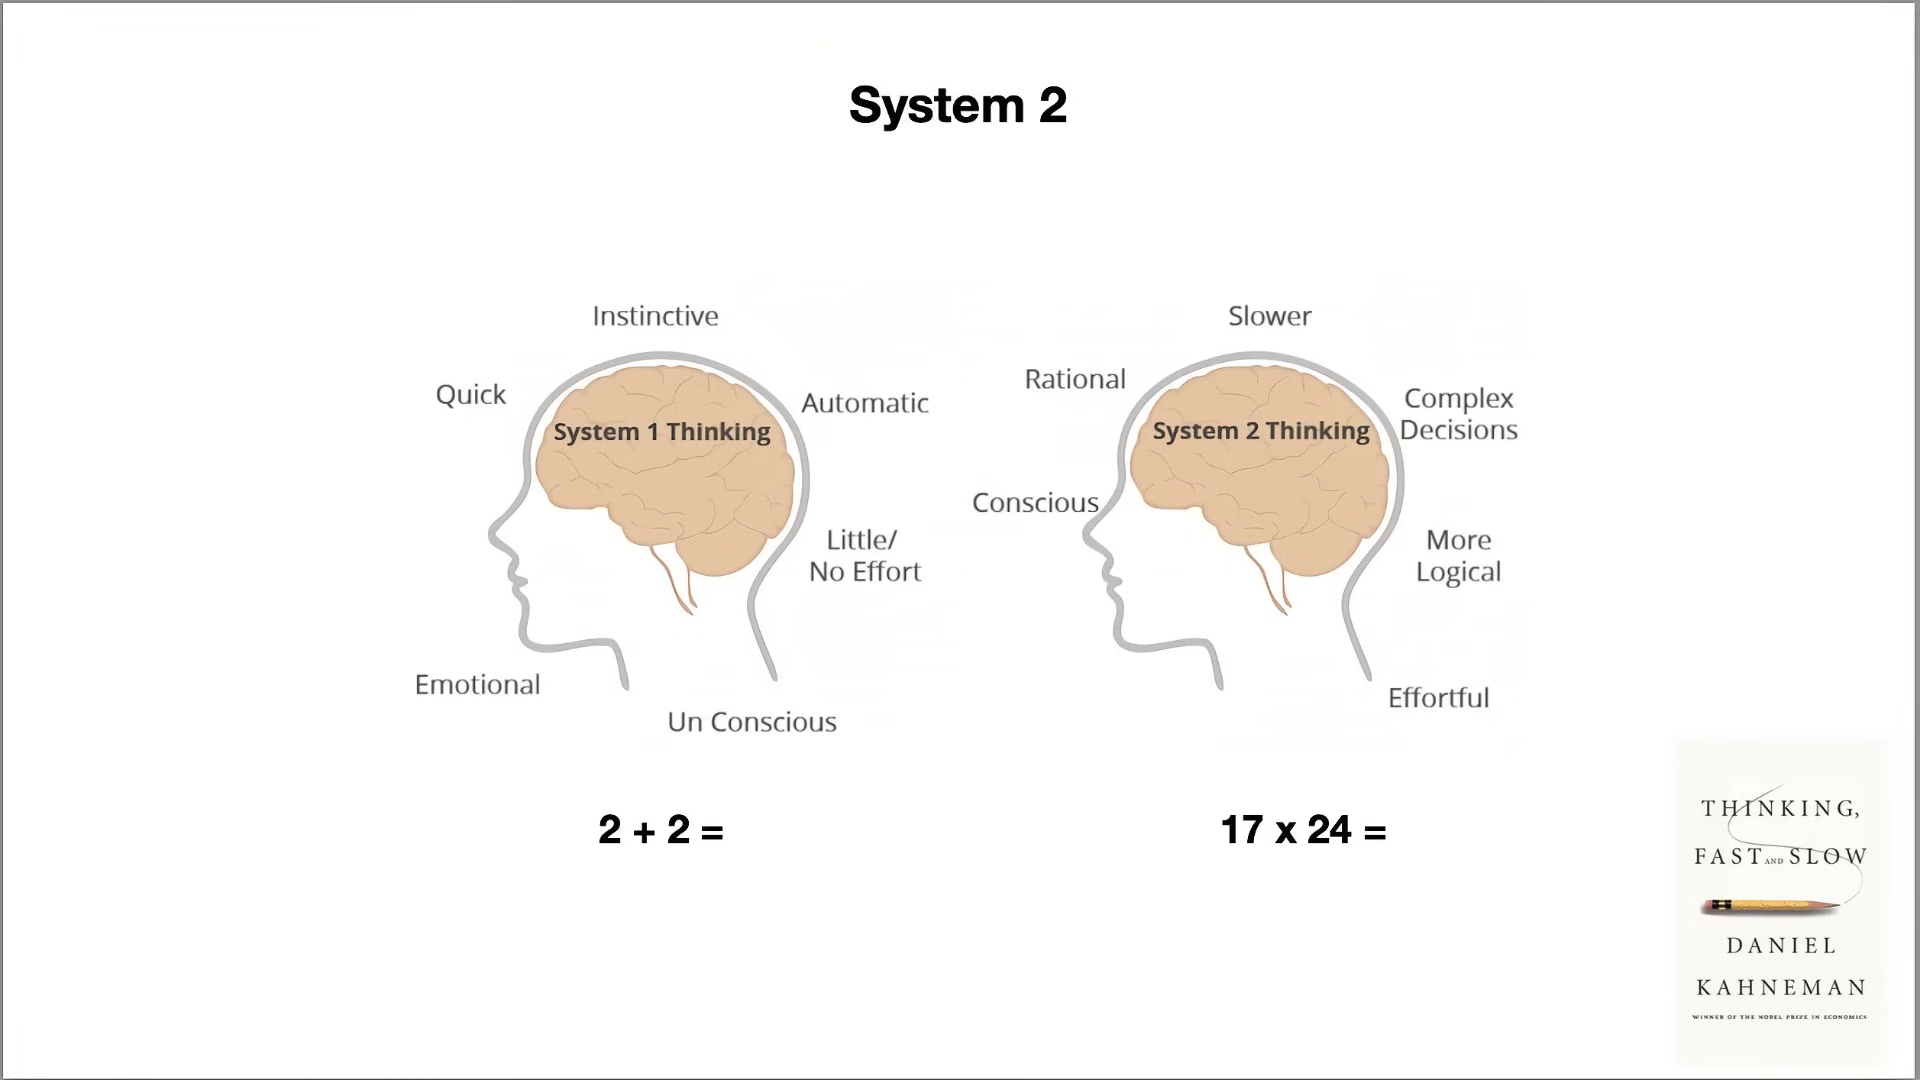 System 2
Instinctive
Quick
Automatic
System 1 Thinking
Little/
No Effort
Emotional
Un Conscious
2 + 2 =
Slower
Rational
Complex
Decisions
System 2 Thinking
Conscious
More
Logical
Effortful
17 x 24 =
THINKING,
FAST AND SLOW
DANIEL
KAHNEMAN
WINNER OF THE NOBEL PRIZE IN ECONOMICS